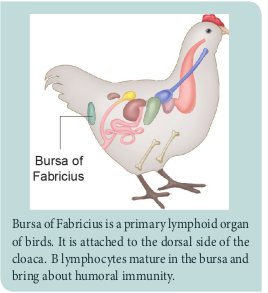 Bursa of
Fabricius
Bursa of Fabricius is a primary lymphoid organ
of birds. It is attached to the dorsal side of the
cloaca. B lymphocytes mature in the bursa and
bring about humoral immunity.